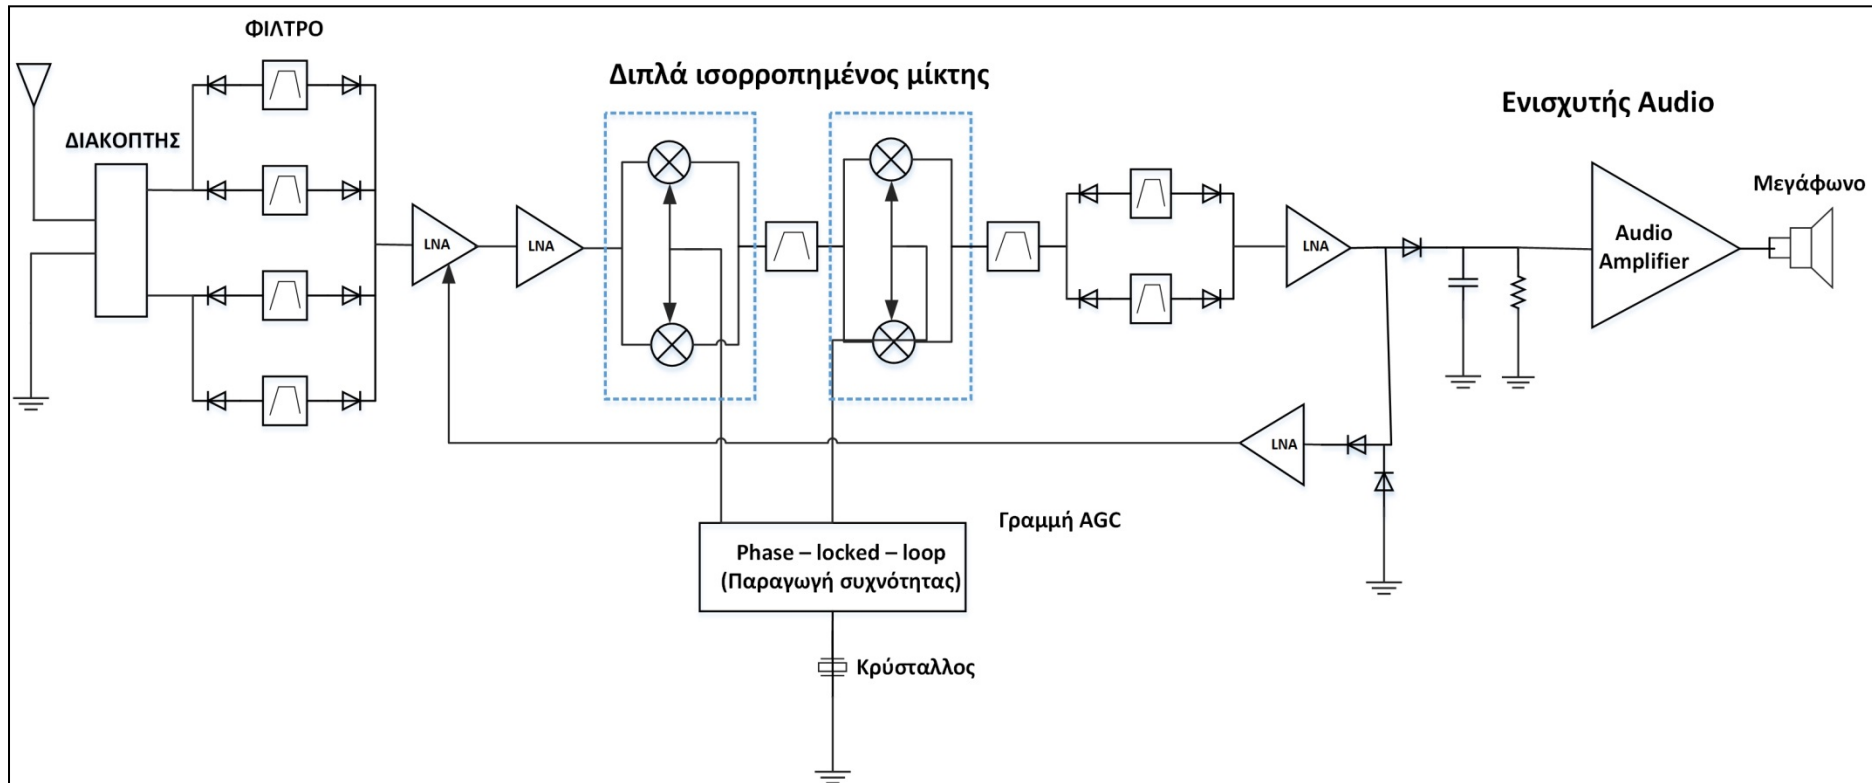 ΦΙΛΤΡΟ
Διπλά ισορροπημένος μίκτης
Ενισχυτής Audio
ΔΙΑΚΟΠΤΗΣ
Μεγάφωνο
LNA
LNA
LNA
Audio
Amplifier
LNA
Γραμμή AGC
Phase – locked – loop
(Παραγωγή συχνότητας)
Κρύσταλλος